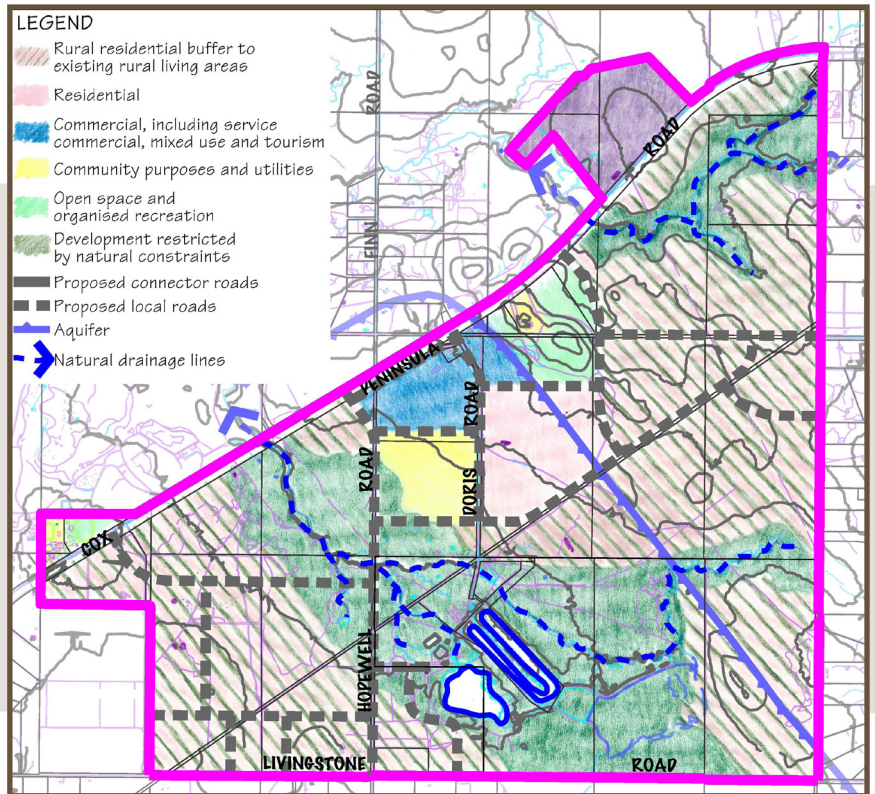 LEGEND
Rural residential buffer to
existing rural living areas
Residential
Commercial, including service
commercial, mixed use and tourism
Community purposes and utilities
Open space and
organised recreation
Development restricted
by natural constraints
Proposed connector roads
Proposed local roads
Aquifer
Natural drainage lines
ROAD
FINN
ROAD
PENINSULA
ROAD
DORIS
ROAD
COX
HOPEWELL
LIVINGSTONE
ROAD